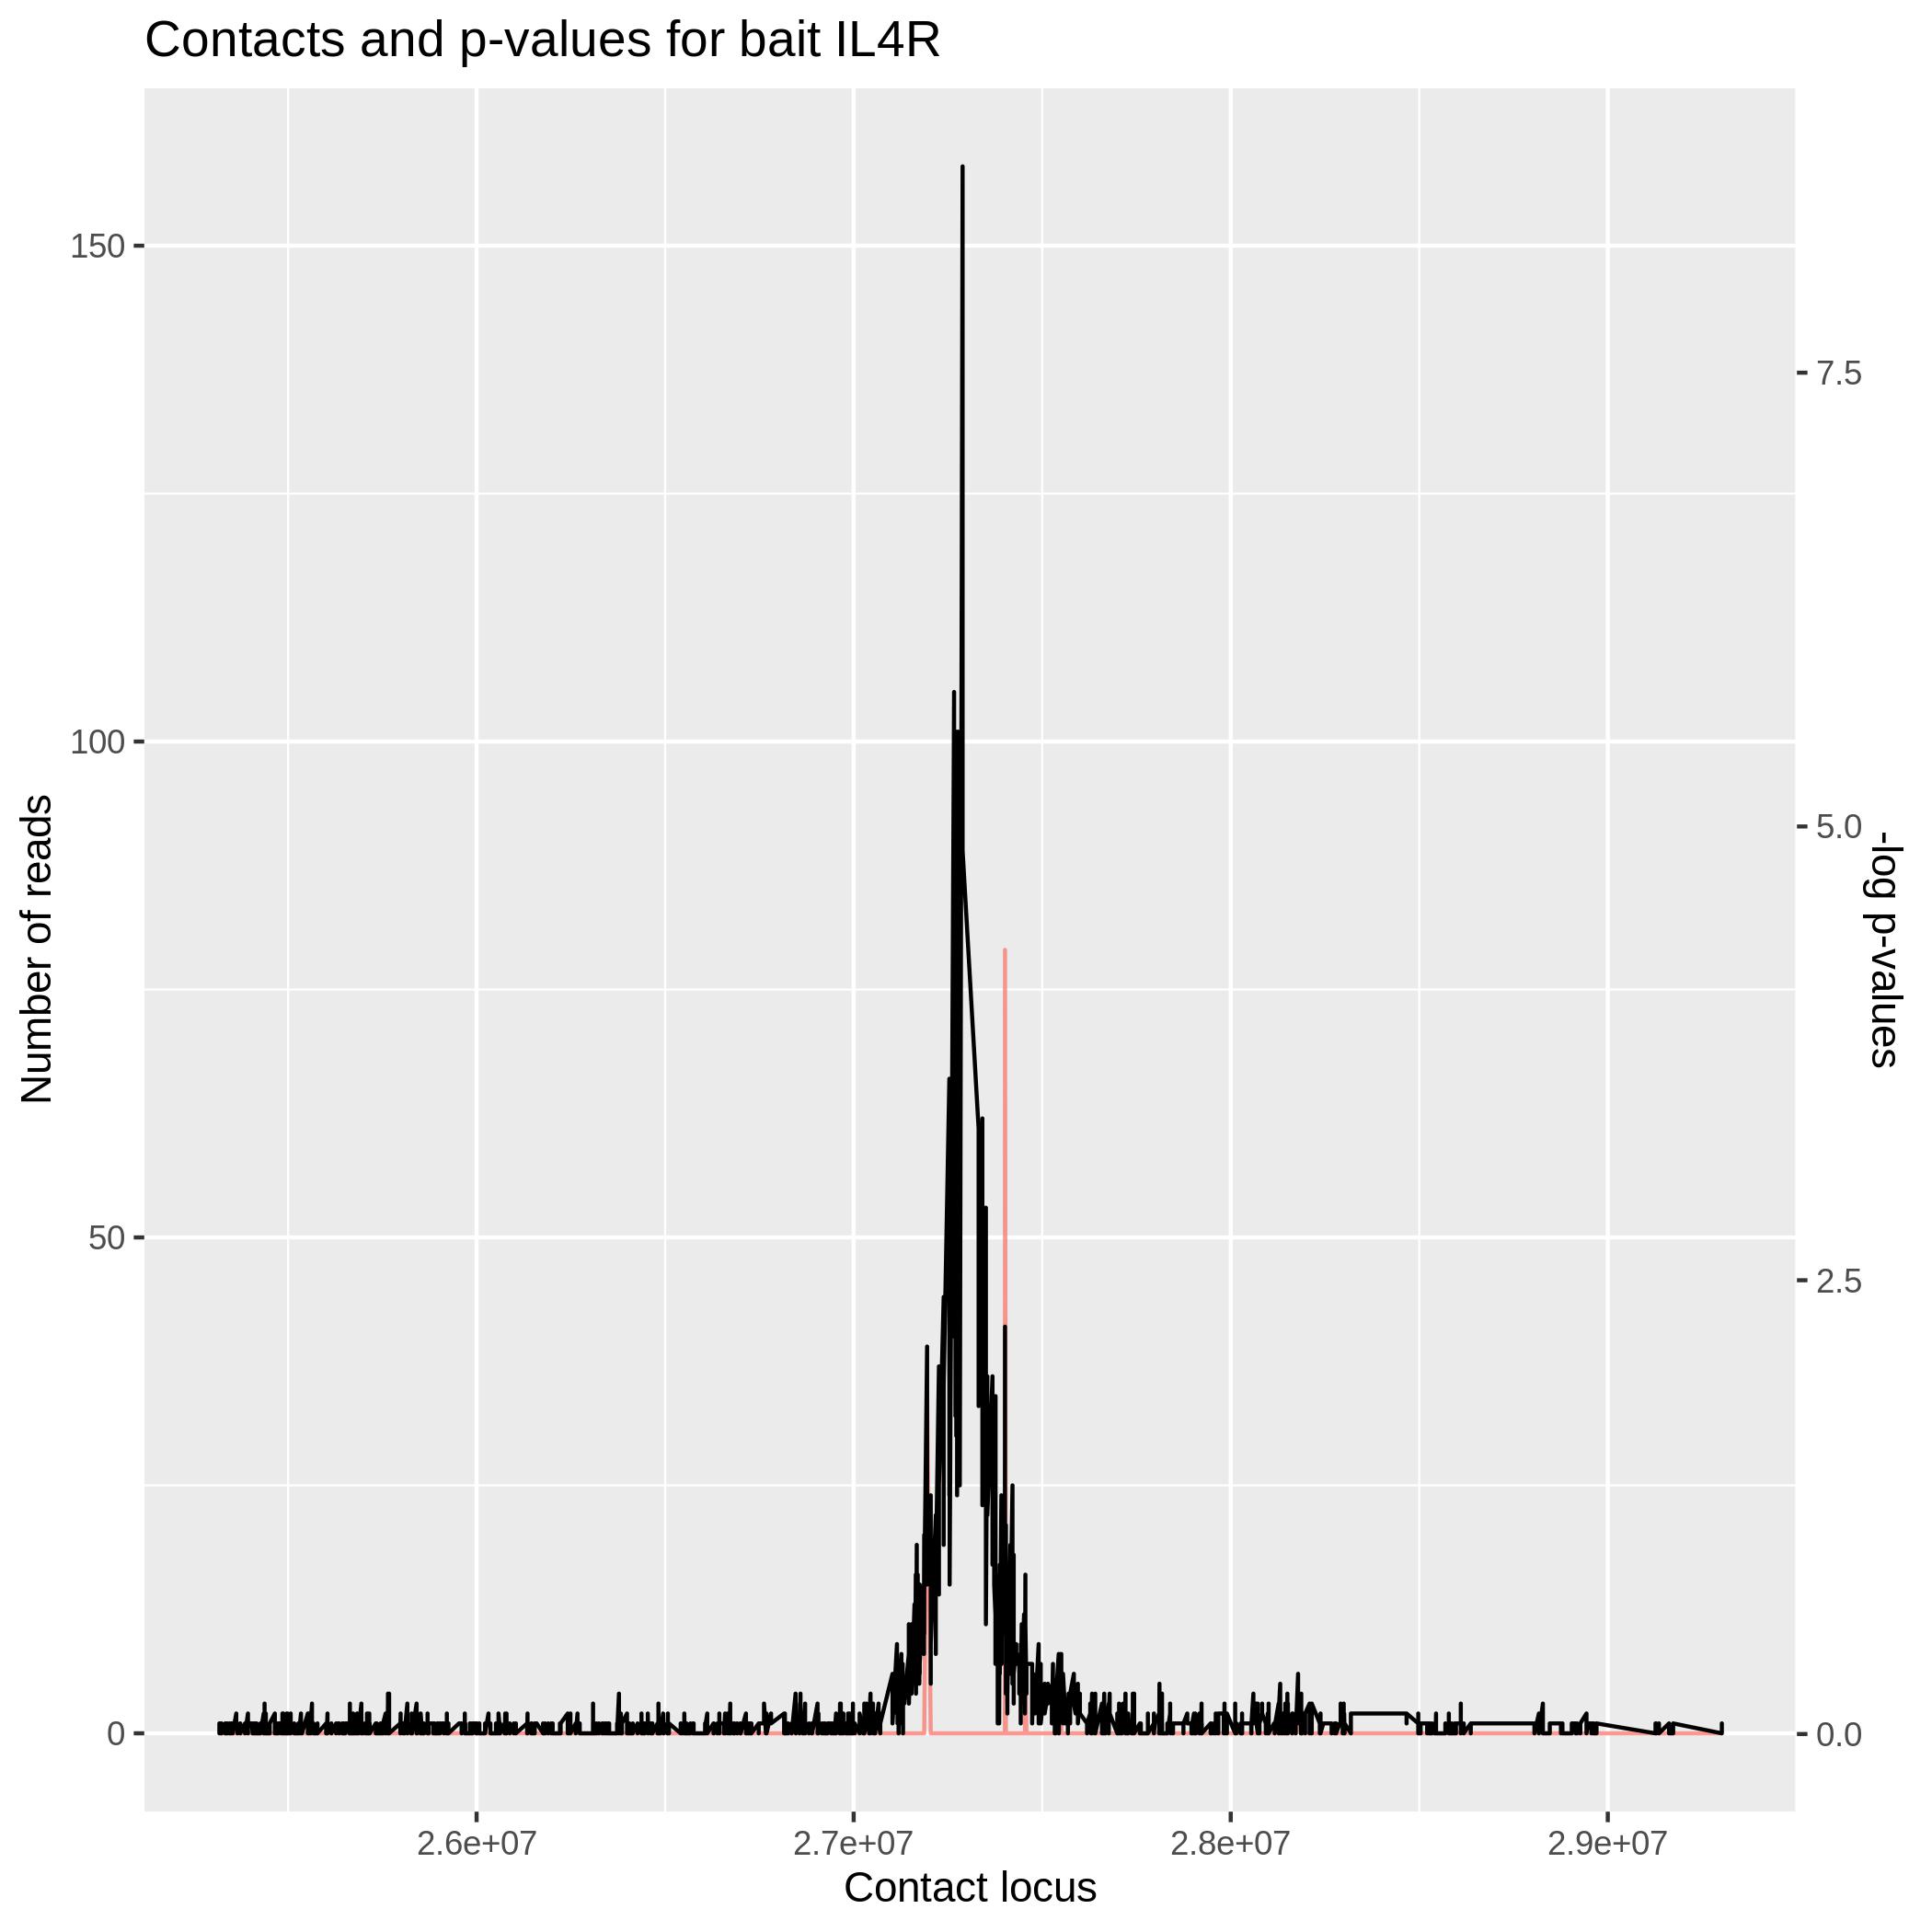 Contacts and p-values for bait IL4R
150
100
50
0
Number of reads
7.5
5.0
2.5
0.0
-log p-values
2.6e+07
2.7e+07
2.8e+07
2.9e+07
Contact locus